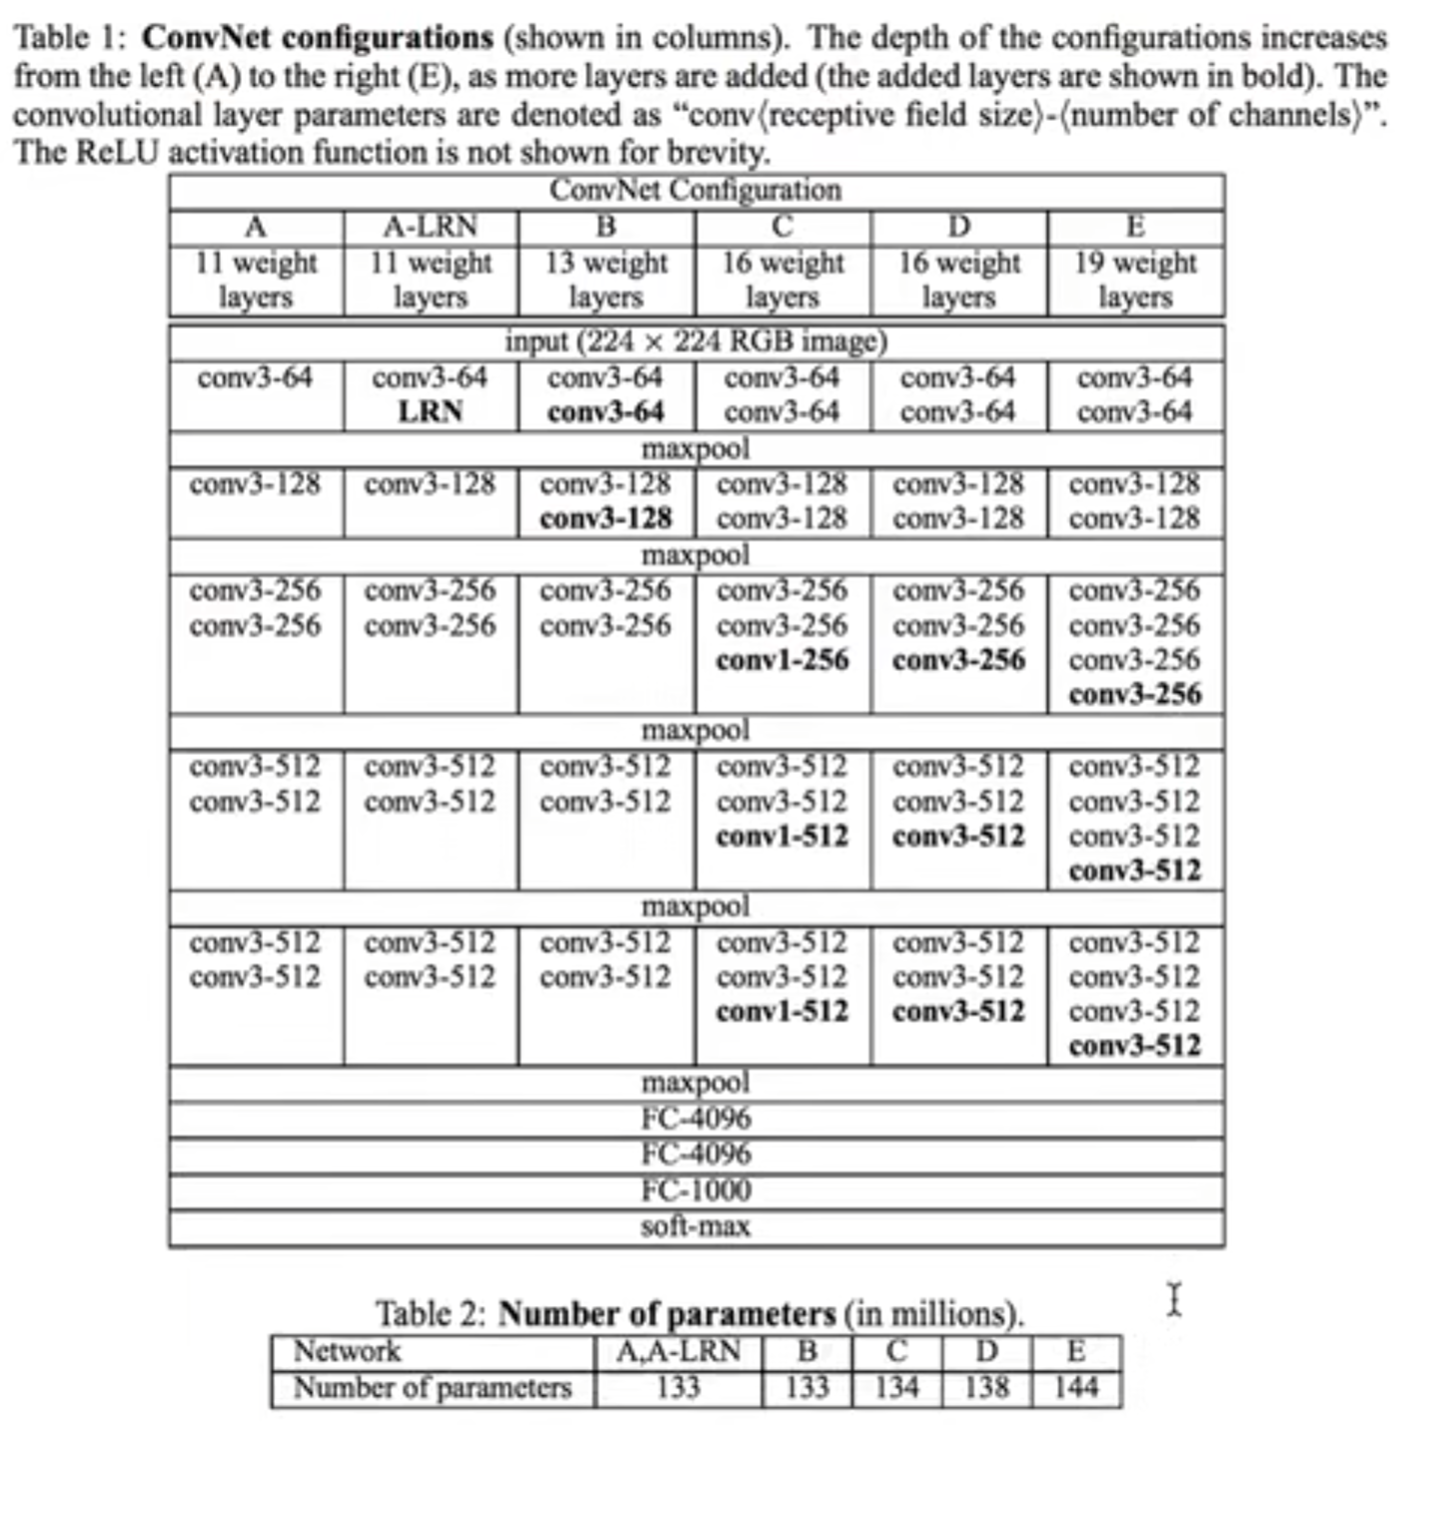 Table 1: ConvNet configurations (shown in columns). The depth of the configurations increases
from the left (A) to the right (E), as more layers are added (the added layers are shown in bold). The
convolutional layer parameters are denoted as “conv⟨receptive field size⟩-⟨number of channels⟩”.
The ReLU activation function is not shown for brevity.
ConvNet Configuration
A A-LRN B C D E
11 weight 11 weight 13 weight 16 weight 16 weight 19 weight
layers layers layers layers layers layers
input (224 × 224 RGB image)
conv3-64 conv3-64 conv3-64 conv3-64 conv3-64 conv3-64
LRN conv3-64 conv3-64 conv3-64 conv3-64
maxpool
conv3-128 conv3-128 conv3-128 conv3-128 conv3-128 conv3-128
conv3-128 conv3-128 conv3-128 conv3-128
maxpool
conv3-256 conv3-256 conv3-256 conv3-256 conv3-256 conv3-256
conv3-256 conv3-256 conv3-256 conv3-256 conv3-256 conv3-256
conv1-256 conv3-256 conv3-256
conv3-256
maxpool
conv3-512 conv3-512 conv3-512 conv3-512 conv3-512 conv3-512
conv3-512 conv3-512 conv3-512 conv3-512 conv3-512 conv3-512
conv1-512 conv3-512 conv3-512
conv3-512
maxpool
conv3-512 conv3-512 conv3-512 conv3-512 conv3-512 conv3-512
conv3-512 conv3-512 conv3-512 conv3-512 conv3-512 conv3-512
conv1-512 conv3-512 conv3-512
conv3-512
maxpool
FC-4096
FC-4096
FC-1000
soft-max
Table 2: Number of parameters (in millions).
Network A,A-LRN B C D E
Number of parameters 133 133 134 138 144